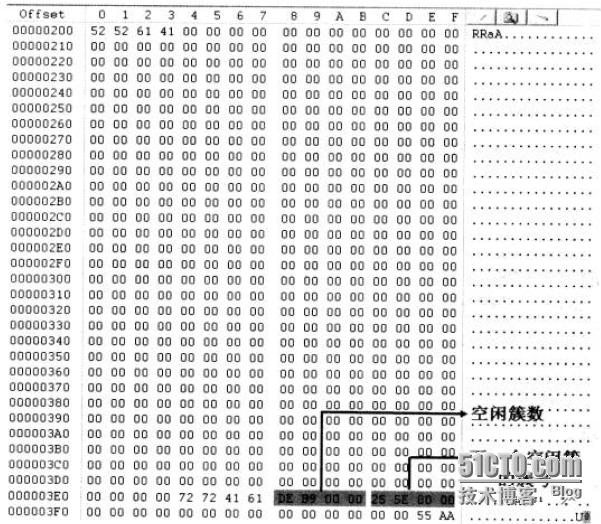 Offset 0 1 2 3 4 5 6 7 8 9 A B C D E F
00000200 52 52 61 41 00 00 00 00 00 00 00 00 00 00 00 00 RRaA............
00000210 00 00 00 00 00 00 00 00 00 00 00 00 00 00 00 00 ................
00000220 00 00 00 00 00 00 00 00 00 00 00 00 00 00 00 00 ................
00000230 00 00 00 00 00 00 00 00 00 00 00 00 00 00 00 00 ................
00000240 00 00 00 00 00 00 00 00 00 00 00 00 00 00 00 00 ................
00000250 00 00 00 00 00 00 00 00 00 00 00 00 00 00 00 00 ................
00000260 00 00 00 00 00 00 00 00 00 00 00 00 00 00 00 00 ................
00000270 00 00 00 00 00 00 00 00 00 00 00 00 00 00 00 00 ................
00000280 00 00 00 00 00 00 00 00 00 00 00 00 00 00 00 00 ................
00000290 00 00 00 00 00 00 00 00 00 00 00 00 00 00 00 00 ................
000002A0 00 00 00 00 00 00 00 00 00 00 00 00 00 00 00 00 ................
000002B0 00 00 00 00 00 00 00 00 00 00 00 00 00 00 00 00 ................
000002C0 00 00 00 00 00 00 00 00 00 00 00 00 00 00 00 00 ................
000002D0 00 00 00 00 00 00 00 00 00 00 00 00 00 00 00 00 ................
000002E0 00 00 00 00 00 00 00 00 00 00 00 00 00 00 00 00 ................
000002F0 00 00 00 00 00 00 00 00 00 00 00 00 00 00 00 00 ................
00000300 00 00 00 00 00 00 00 00 00 00 00 00 00 00 00 00 ................
00000310 00 00 00 00 00 00 00 00 00 00 00 00 00 00 00 00 ................
00000320 00 00 00 00 00 00 00 00 00 00 00 00 00 00 00 00 ................
00000330 00 00 00 00 00 00 00 00 00 00 00 00 00 00 00 00 ................
00000340 00 00 00 00 00 00 00 00 00 00 00 00 00 00 00 00 ................
00000350 00 00 00 00 00 00 00 00 00 00 00 00 00 00 00 00 ................
00000360 00 00 00 00 00 00 00 00 00 00 00 00 00 00 00 00 ................
00000370 00 00 00 00 00 00 00 00 00 00 00 00 00 00 00 00 ................
00000380 00 00 00 00 00 00 00 00 00 00 00 00 00 00 00 00 ................
00000390 00 00 00 00 00 00 00 00 00 00 00 00 00 00 00 00 空闲簇数
000003A0 00 00 00 00 00 00 00 00 00 00 00 00 00 00 00 00
000003B0 00 00 00 00 00 00 00 00 00 00 00 00 00 00 00 00 空闲簇
000003C0 00 00 00 00 00 00 00 00 00 00 00 00 00 00 00 00 51CTO.com
000003D0 00 00 00 00 00 00 00 00 00 00 00 00 00 00 00 00
000003E0 00 00 00 00 72 72 41 61 DE B9 00 00 25 5E 00 00 技术博客 Blog
000003F0 00 00 00 00 00 00 00 00 00 00 00 00 00 00 55 AA